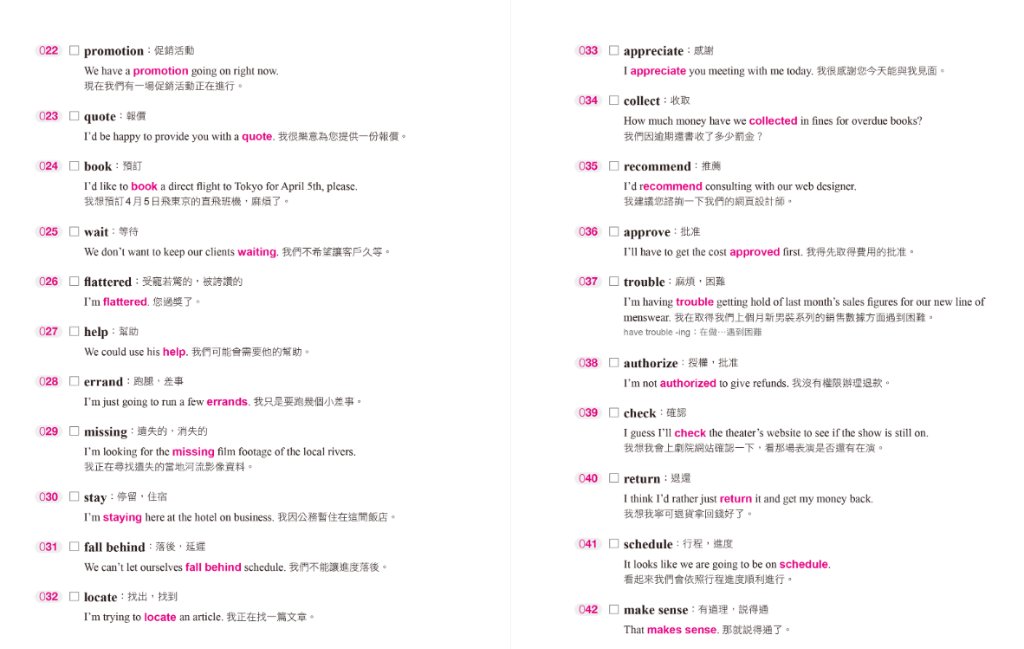 022 □ promotion：促銷活動
We have a promotion going on right now.
現在我們有一場促銷活動正在進行。
023 □ quote：報價
I'd be happy to provide you with a quote. 我很樂意為您提供一份報價。
024 □ book：預訂
I'd like to book a direct flight to Tokyo for April 5th, please.
我想預訂4月5日飛東京的直飛班機，麻煩了。
025 □ wait：等待
We don't want to keep our clients waiting. 我們不希望讓客戶久等。
026 □ flattered：受寵若驚的，被誇讚的
I'm flattered. 您過獎了。
027 □ help：幫助
We could use his help. 我們可能會需要他的幫助。
028 □ errand：跑腿，差事
I'm just going to run a few errands. 我只是要跑幾個小差事。
029 □ missing：遺失的，消失的
I'm looking for the missing film footage of the local rivers.
我正在尋找遺失的當地河流影像資料。
030 □ stay：停留，住宿
I'm staying here at the hotel on business. 我因公務暫住在這間飯店。
031 □ fall behind：落後，延遲
We can't let ourselves fall behind schedule. 我們不能讓進度落後。
032 □ locate：找出，找到
I'm trying to locate an article. 我正在找一篇文章。
033 □ appreciate：感謝
I appreciate you meeting with me today. 我很感謝您今天能與我見面。
034 □ collect：收取
How much money have we collected in fines for overdue books?
我們因逾期還書收了多少罰金？
035 □ recommend：推薦
I'd recommend consulting with our web designer.
我建議您諮詢一下我們的網頁設計師。
036 □ approve：批准
I'll have to get the cost approved first. 我得先取得費用的批准。
037 □ trouble：麻煩，困難
I'm having trouble getting hold of last month's sales figures for our new line of
menswear. 我在取得我們上個月新男裝系列的銷售數據方面遇到困難。
have trouble -ing：在做…遇到困難
038 □ authorize：授權，批准
I'm not authorized to give refunds. 我沒有權限辦理退款。
039 □ check：確認
I guess I'll check the theater's website to see if the show is still on.
我想我會上劇院網站確認一下，看那場表演是否還有在演。
040 □ return：退還
I think I'd rather just return it and get my money back.
我想我寧可退貨拿回錢好了。
041 □ schedule：行程，進度
It looks like we are going to be on schedule.
看起來我們會依照行程進度順利進行。
042 □ make sense：有道理，說得通
That makes sense. 那就說得通了。